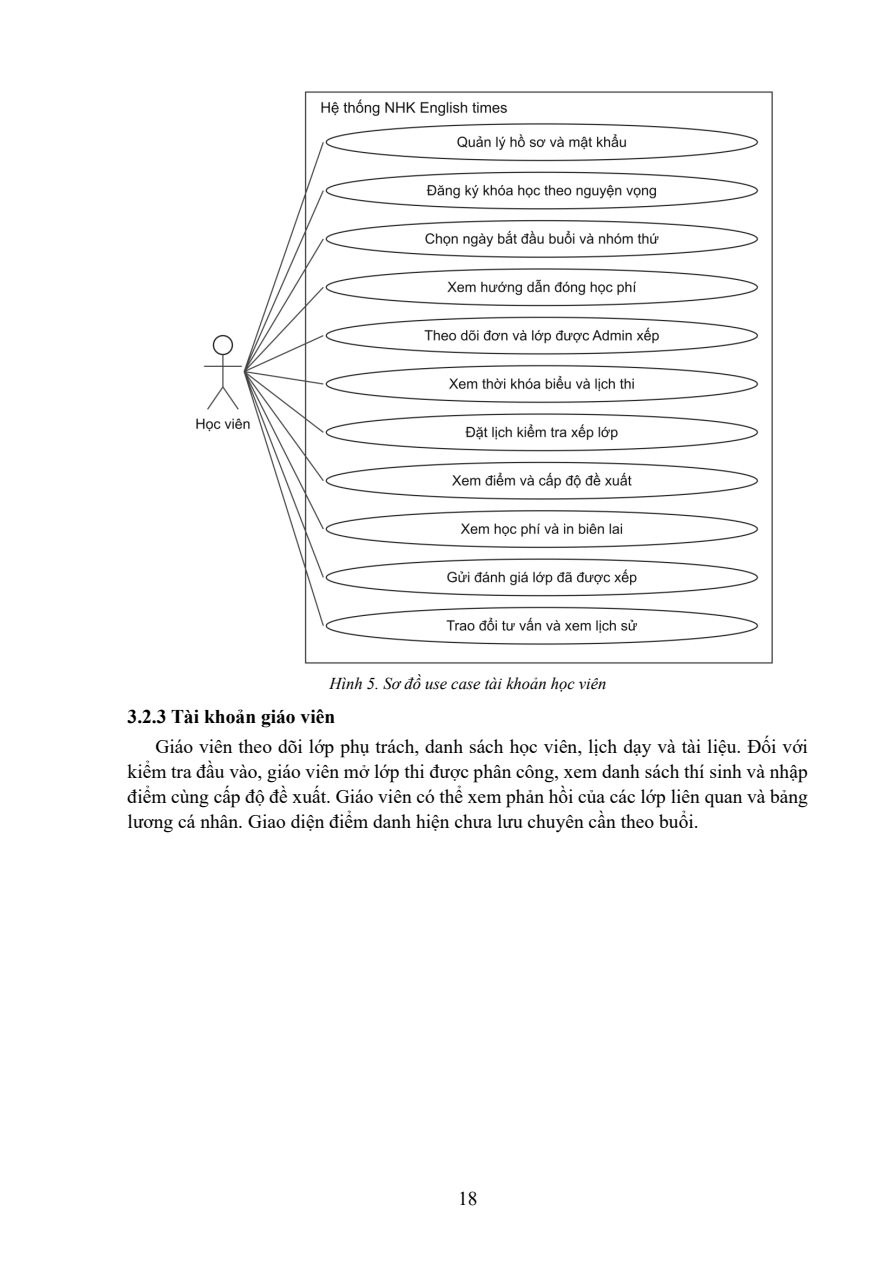 Hệ thống NHK English times
Quản lý hồ sơ và mật khẩu
Đăng ký khóa học theo nguyện vọng
Chọn ngày bắt đầu buổi và nhóm thứ
Xem hướng dẫn đóng học phí
Theo dõi đơn và lớp được Admin xếp
Xem thời khóa biểu và lịch thi
Học viên
Đặt lịch kiểm tra xếp lớp
Xem điểm và cấp độ đề xuất
Xem học phí và in biên lai
Gửi đánh giá lớp đã được xếp
Trao đổi tư vấn và xem lịch sử
Hình 5. Sơ đồ use case tài khoản học viên
3.2.3 Tài khoản giáo viên
Giáo viên theo dõi lớp phụ trách, danh sách học viên, lịch dạy và tài liệu. Đối với
kiểm tra đầu vào, giáo viên mở lớp thi được phân công, xem danh sách thí sinh và nhập
điểm cùng cấp độ đề xuất. Giáo viên có thể xem phản hồi của các lớp liên quan và bảng
lương cá nhân. Giao diện điểm danh hiện chưa lưu chuyên cần theo buổi.
18